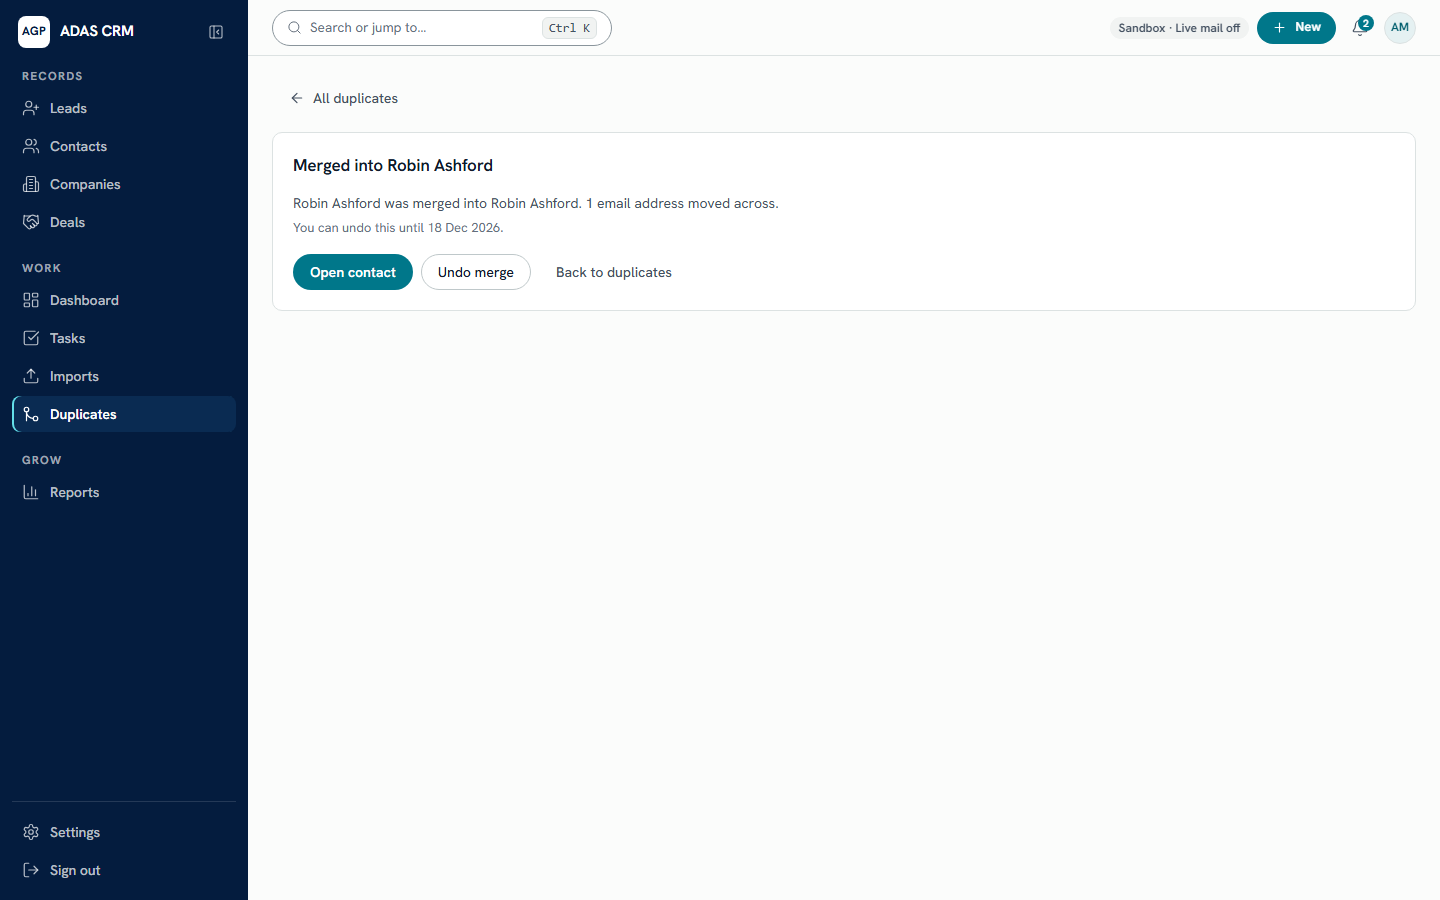 AGP ADAS CRM
RECORDS
Leads
Contacts
Companies
Deals
WORK
Dashboard
Tasks
Imports
Duplicates
GROW
Reports
Settings
Sign out
Search or jump to... Ctrl K
Sandbox · Live mail off
New
2
AM
All duplicates
Merged into Robin Ashford
Robin Ashford was merged into Robin Ashford. 1 email address moved across.
You can undo this until 18 Dec 2026.
Open contact Undo merge Back to duplicates